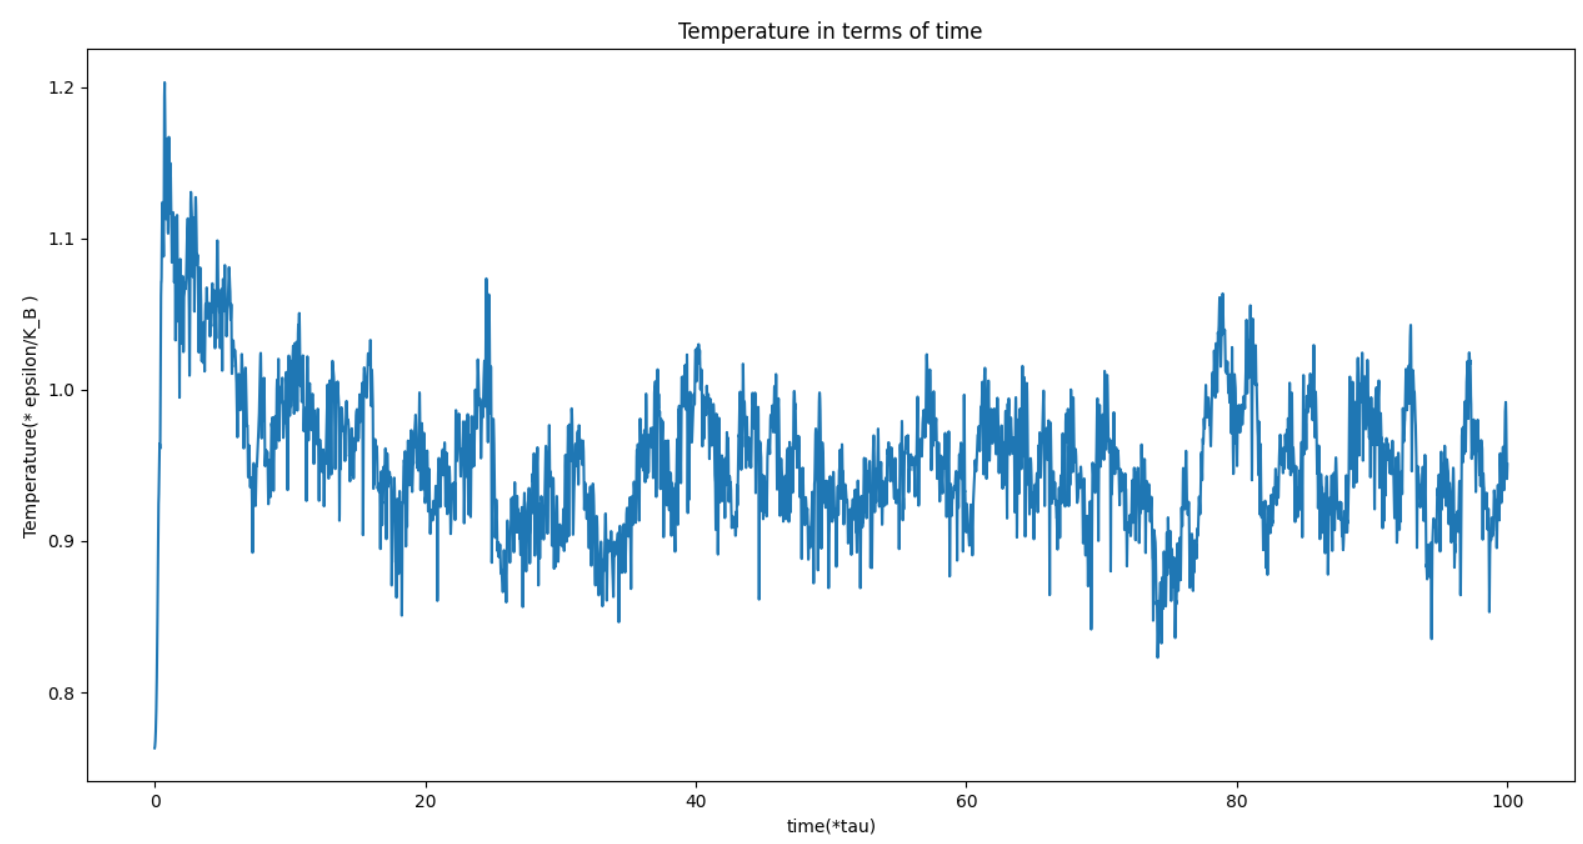 Temperature in terms of time
1.2
1.1
1.0
0.9
0.8
Temperature(* epsilon/K_B )
0 20 40 60 80 100
time(*tau)